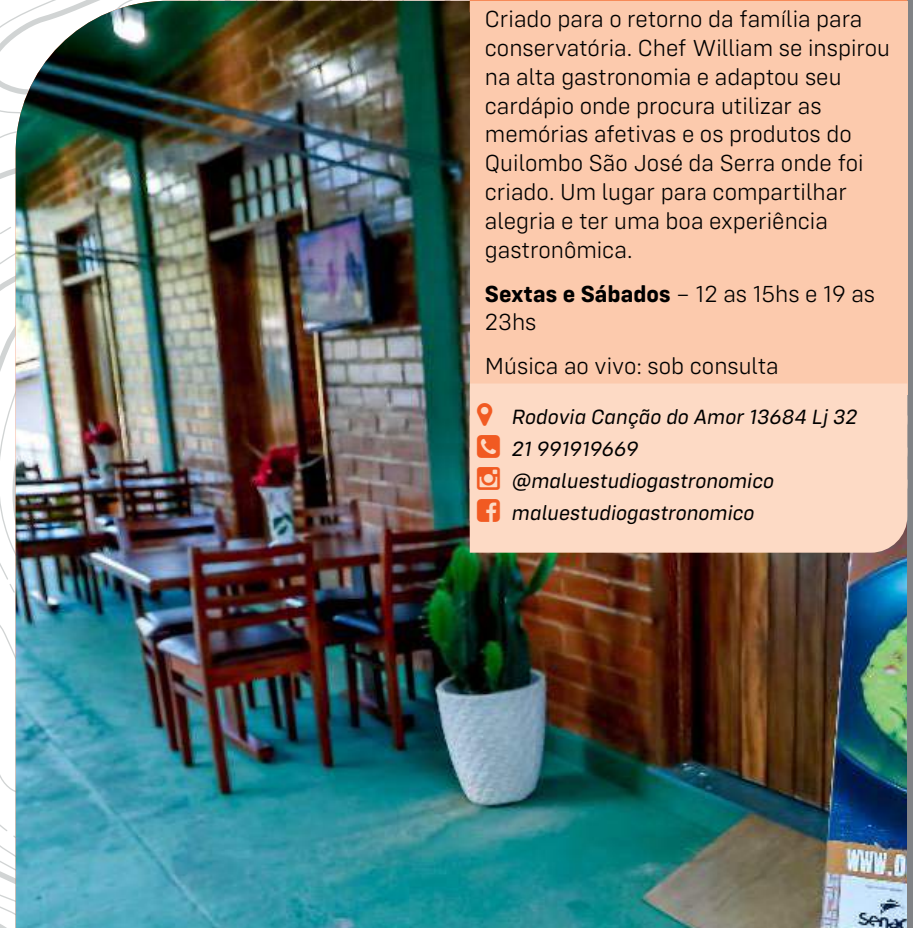 Criado para o retorno da família para
conservatória. Chef William se inspirou
na alta gastronomia e adaptou seu
cardápio onde procura utilizar as
memórias afetivas e os produtos do
Quilombo São José da Serra onde foi
criado. Um lugar para compartilhar
alegria e ter uma boa experiência
gastronômica.
Sextas e Sábados – 12 as 15hs e 19 as
23hs
Música ao vivo: sob consulta
Rodovia Canção do Amor 13684 Lj 32
21 991919669
@maluestudiogastronomico
maluestudiogastronomico
WWW.O
Senac